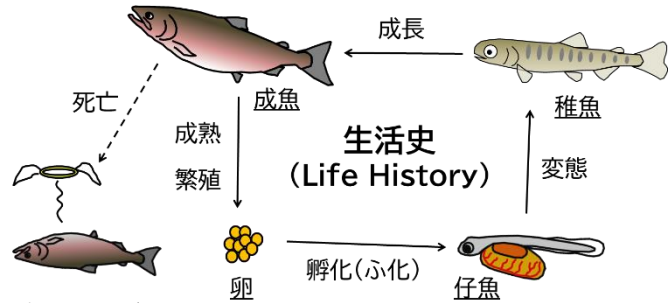 成長
死亡
成魚
稚魚
成熟
繁殖
生活史
(Life History)
変態
卵
孵化(ふ化)
仔魚